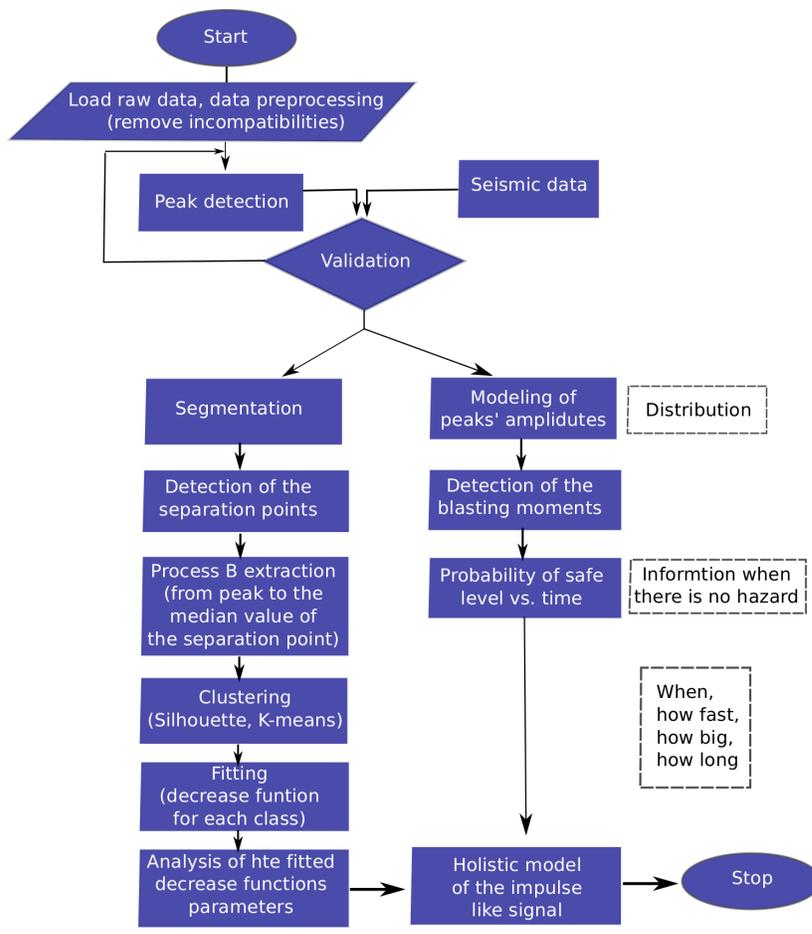 Start
Load raw data, data preprocessing
(remove incompatibilities)
Peak detection
Seismic data
Validation
Segmentation
Modeling of
peaks' amplidutes
Distribution
Detection of the
separation points
Detection of the
blasting moments
Process B extraction
(from peak to the
median value of
the separation point)
Probability of safe
level vs. time
Informtion when
there is no hazard
Clustering
(Silhouette, K-means)
When,
how fast,
how big,
how long
Fitting
(decrease funtion
for each class)
Analysis of hte fitted
decrease functions
parameters
Holistic model
of the impulse
like signal
Stop